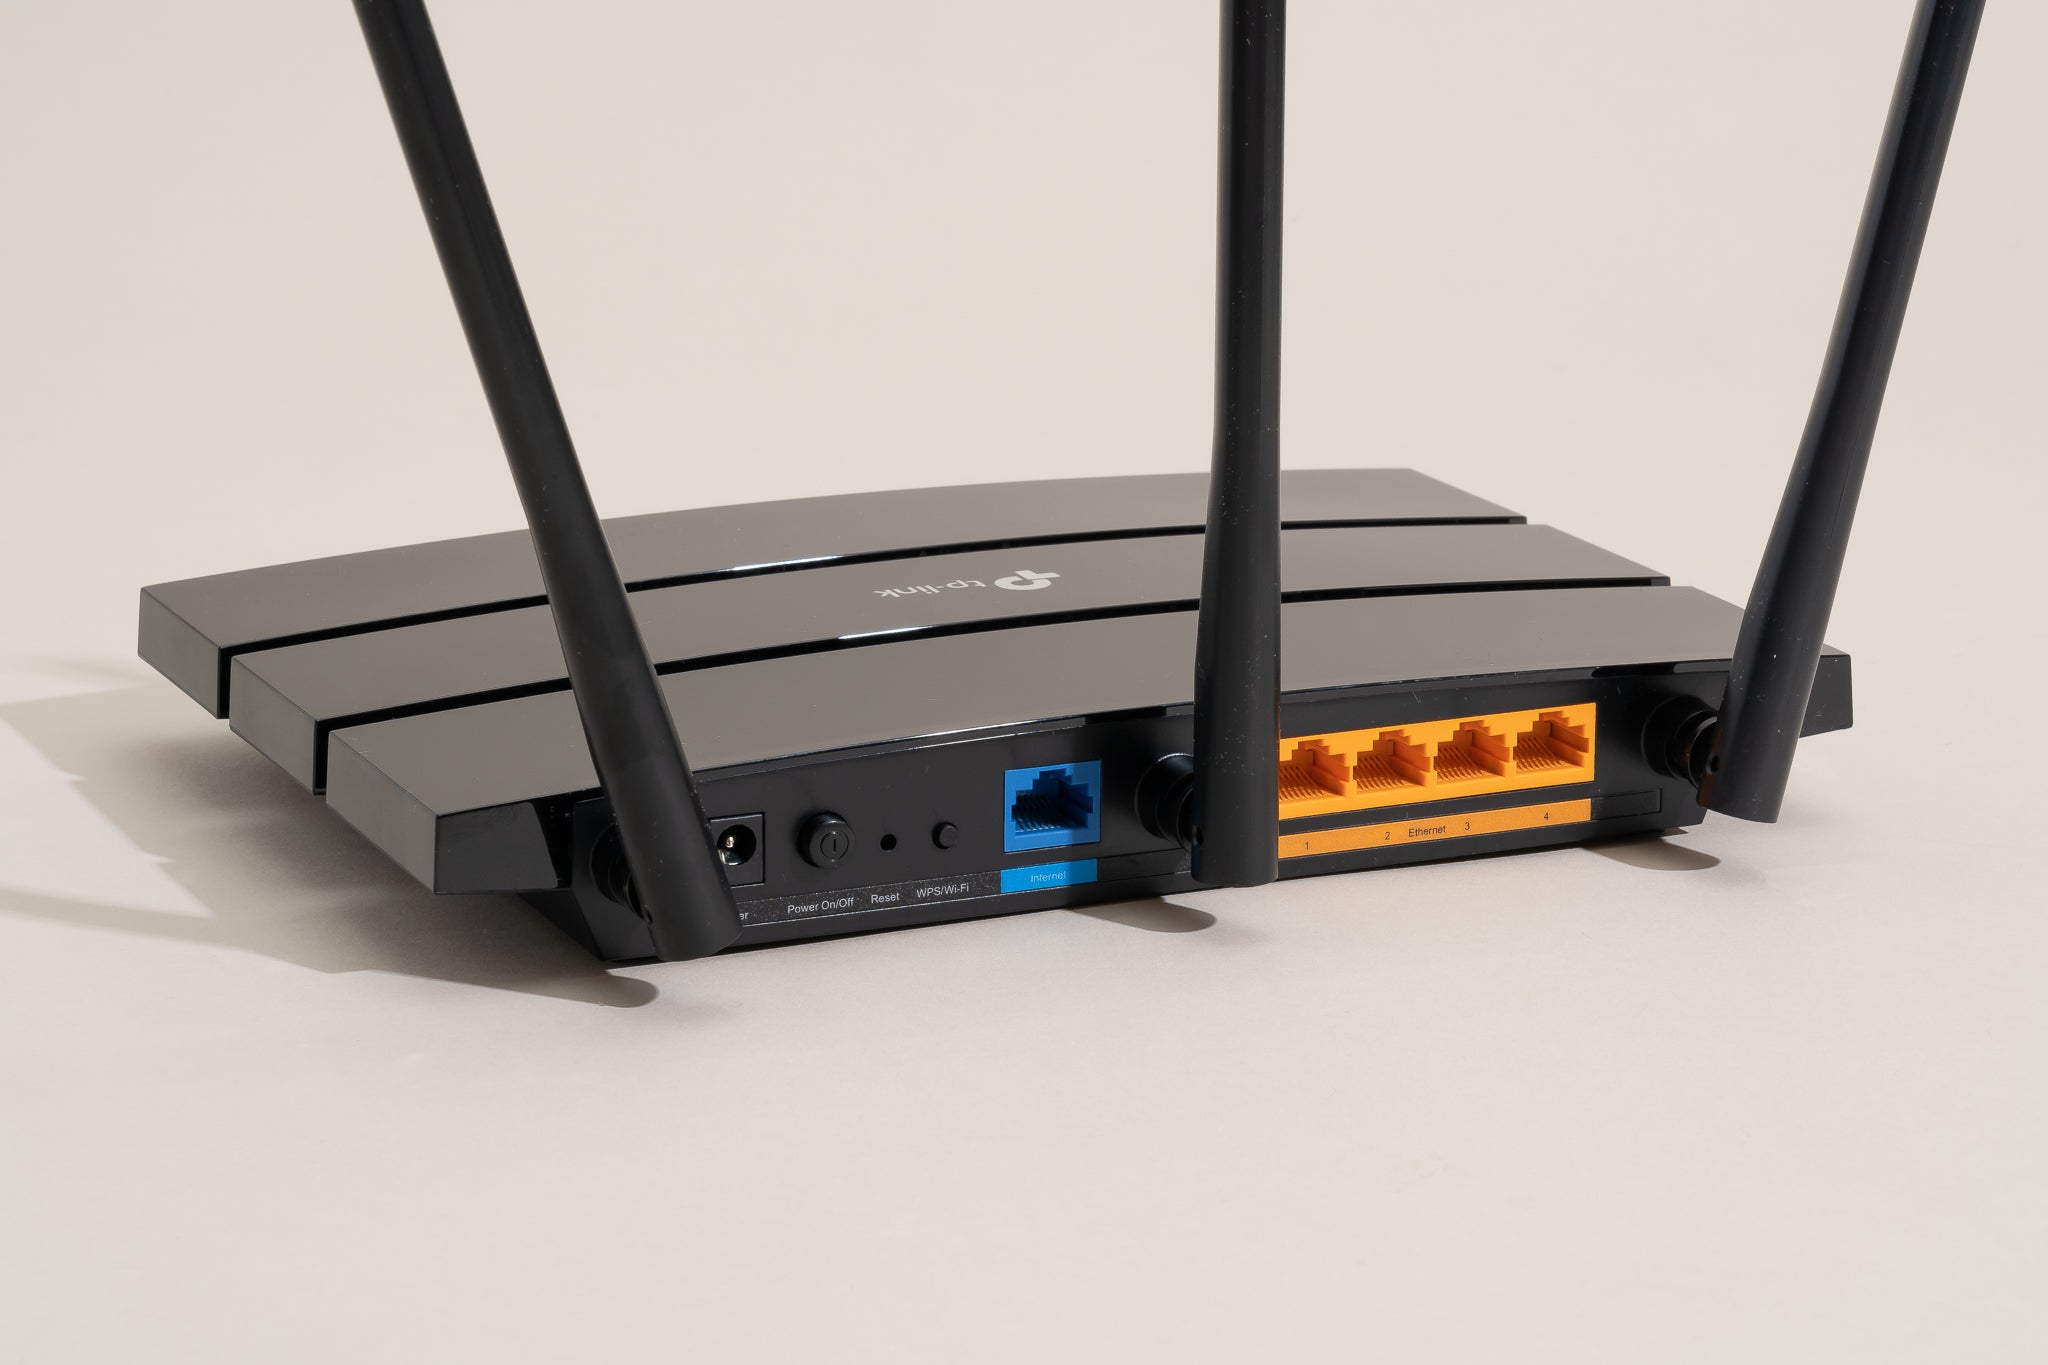 tp-link
Power On/Off
Reset
WPS/Wi-Fi
Internet
1
2
Ethernet
3
4